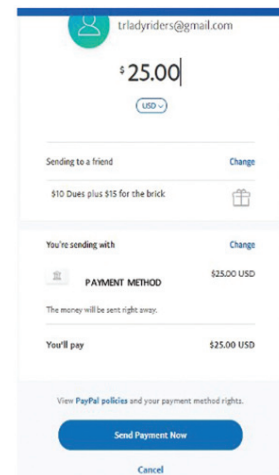 trladyriders@gmail.com
$25.00
USD
Sending to a friend Change
$10 Dues plus $15 for the brick
You're sending with Change
PAYMENT METHOD $25.00 USD
The money will be sent right away.
You'll pay $25.00 USD
View PayPal policies and your payment method rights.
Send Payment Now
Cancel